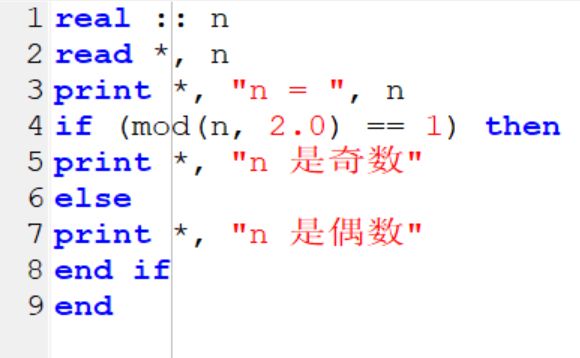 1 real :: n
2 read *, n
3 print *, "n = ", n
4 if (mod(n, 2.0) == 1) then
5 print *, "n 是奇数"
6 else
7 print *, "n 是偶数"
8 end if
9 end